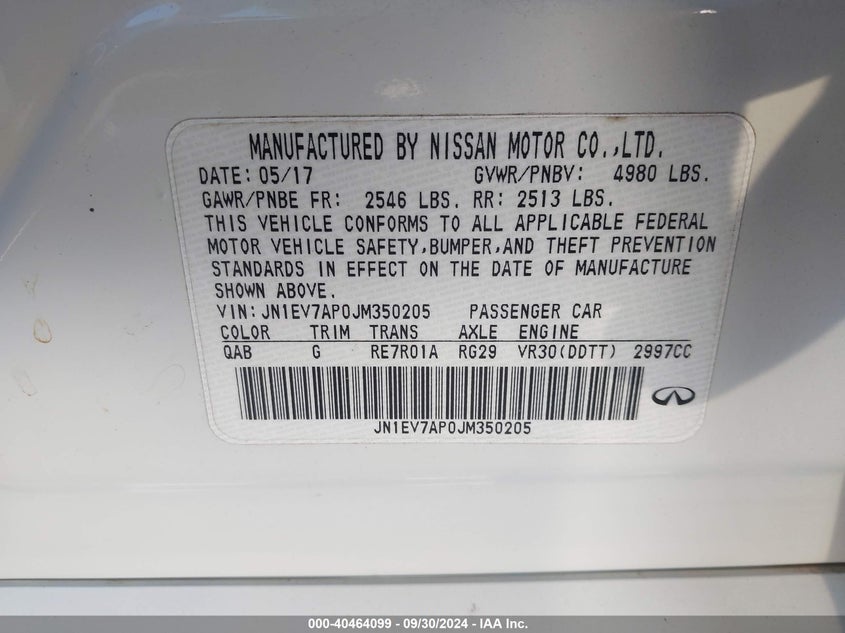 MANUFACTURED BY NISSAN MOTOR CO.,LTD.
DATE: 05/17 GVWR/PNBV: 4980 LBS.
GAWR/PNBE FR: 2546 LBS. RR: 2513 LBS.
THIS VEHICLE CONFORMS TO ALL APPLICABLE FEDERAL
MOTOR VEHICLE SAFETY,BUMPER,AND THEFT PREVENTION
STANDARDS IN EFFECT ON THE DATE OF MANUFACTURE
SHOWN ABOVE.
VIN:JN1EV7AP0JM350205 PASSENGER CAR
COLOR TRIM TRANS AXLE ENGINE
QAB G RE7R01A RG29 VR30(DDTT) 2997CC
JN1EV7AP0JM350205
000-40464099 - 09/30/2024 - IAA Inc.